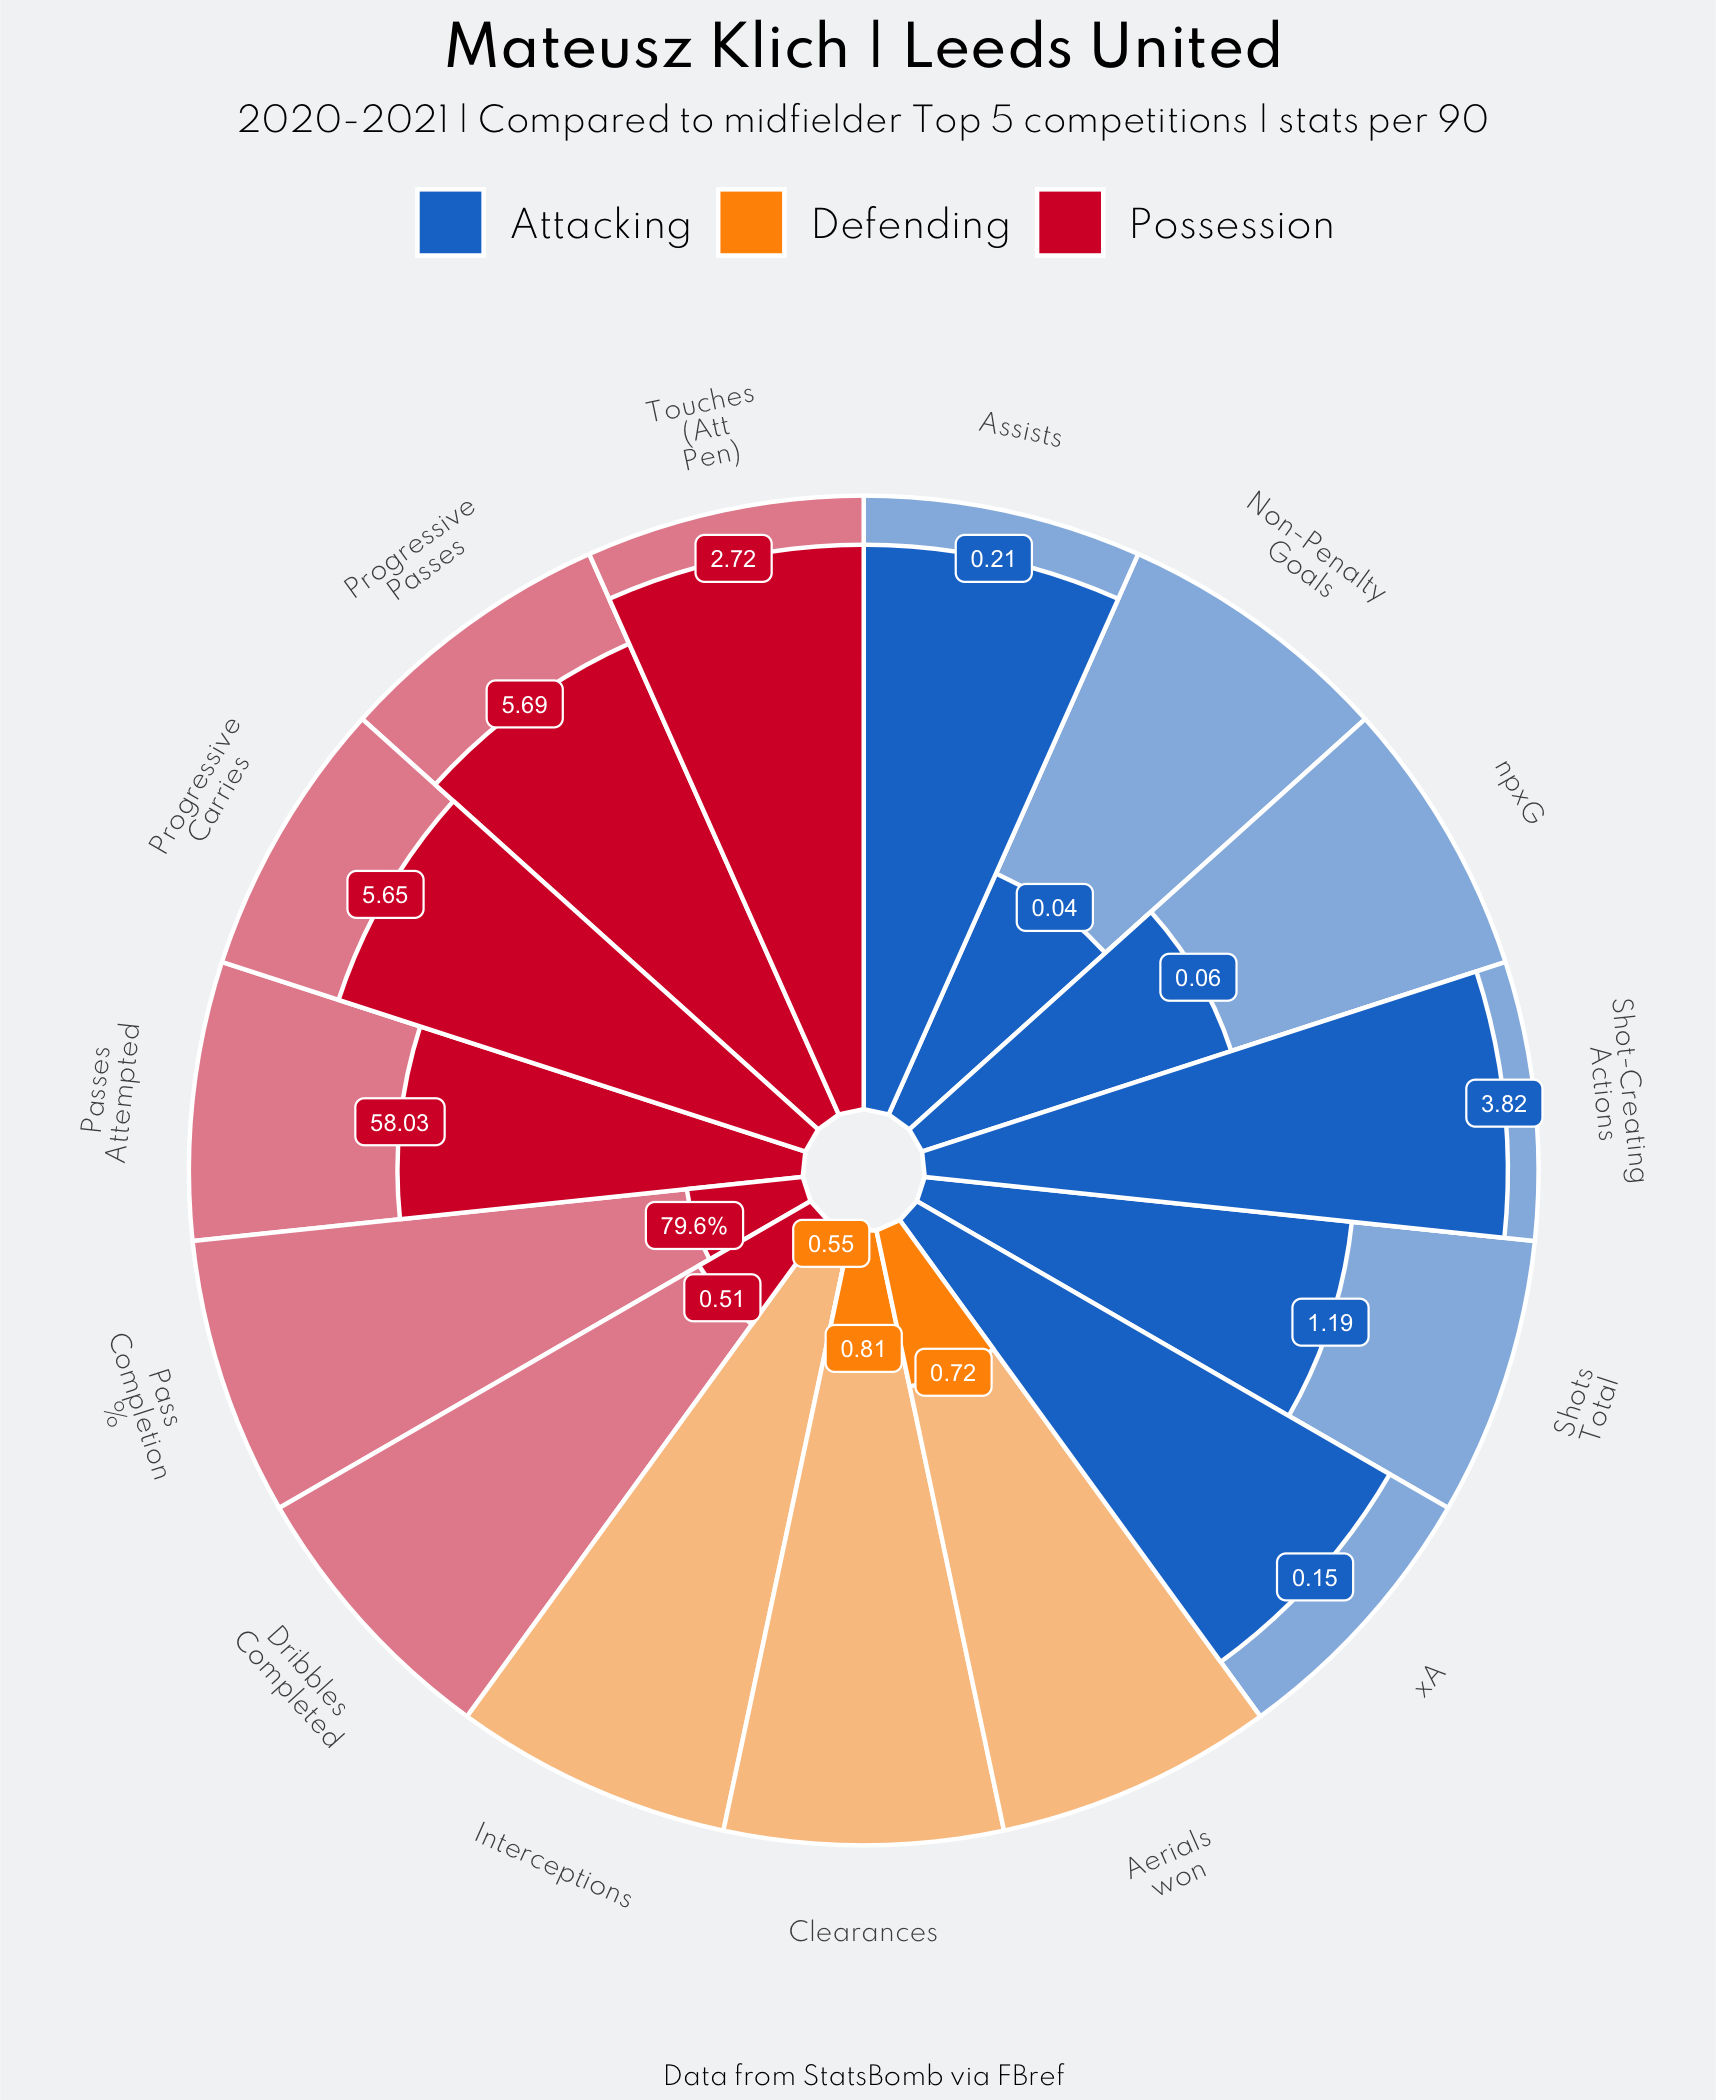 Mateusz Klich | Leeds United
2020-2021 | Compared to midfielder Top 5 competitions | stats per 90
Attacking
Defending
Possession
Touches
(Att
Pen)
Assists
Progressive
Passes
Non-Penalty
Goals
2.72
0.21
5.69
Progressive
Carries
npxG
5.65
0.04
0.06
Passes
Attempted
58.03
3.82
Shot-Creating
Actions
79.6%
0.55
0.51
1.19
0.81
0.72
Pass
Completion
%
Shots
Total
0.15
Dribbles
Completed
xA
Interceptions
Aerials
won
Clearances
Data from StatsBomb via FBref